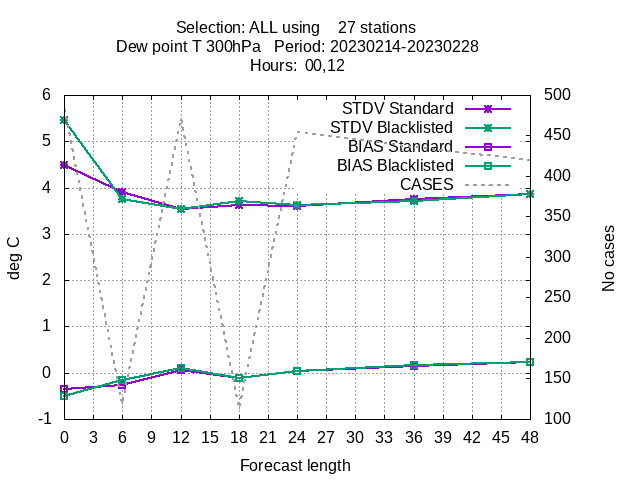 Selection: ALL using    27 stations
Dew point T 300hPa   Period: 20230214-20230228
Hours:  00,12
STDV Standard
STDV Blacklisted
BIAS Standard
BIAS Blacklisted
CASES
6
5
4
3
2
1
0
-1
deg C
500
450
400
350
300
250
200
150
100
No cases
0 3 6 9 12 15 18 21 24 27 30 33 36 39 42 45 48
Forecast length